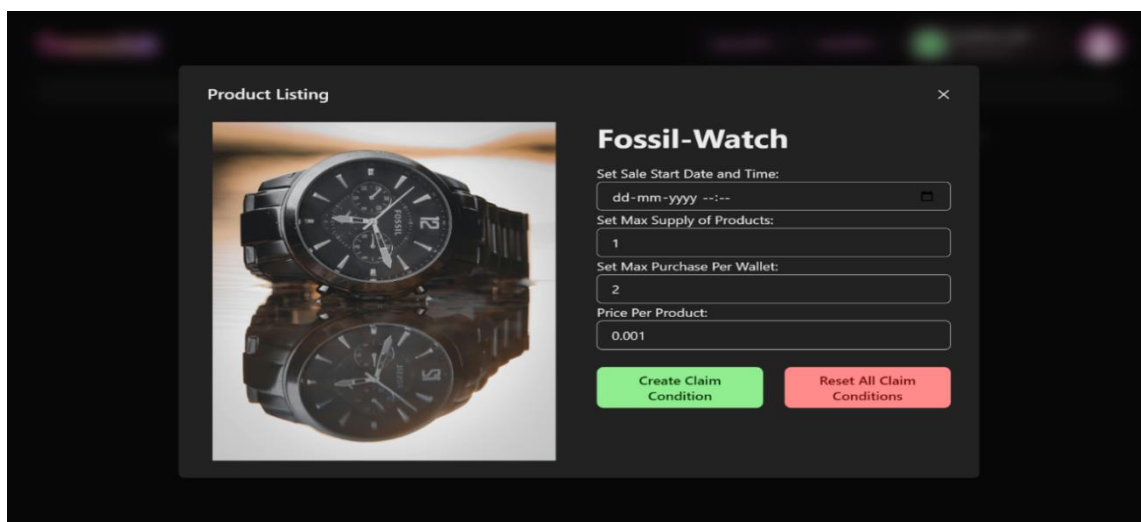 Product Listing
Fossil-Watch
Set Sale Start Date and Time:
dd-mm-yyyy --:--
Set Max Supply of Products:
1
Set Max Purchase Per Wallet:
2
Price Per Product:
0.001
Create Claim
Condition
Reset All Claim
Conditions
FOSSIL
12